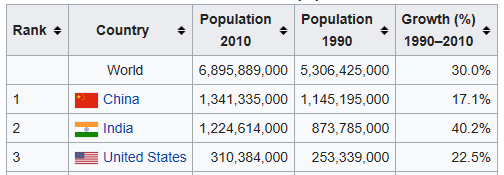 Rank Country Population 2010 Population 1990 Growth (%) 1990–2010
World 6,895,889,000 5,306,425,000 30.0%
1 China 1,341,335,000 1,145,195,000 17.1%
2 India 1,224,614,000 873,785,000 40.2%
3 United States 310,384,000 253,339,000 22.5%